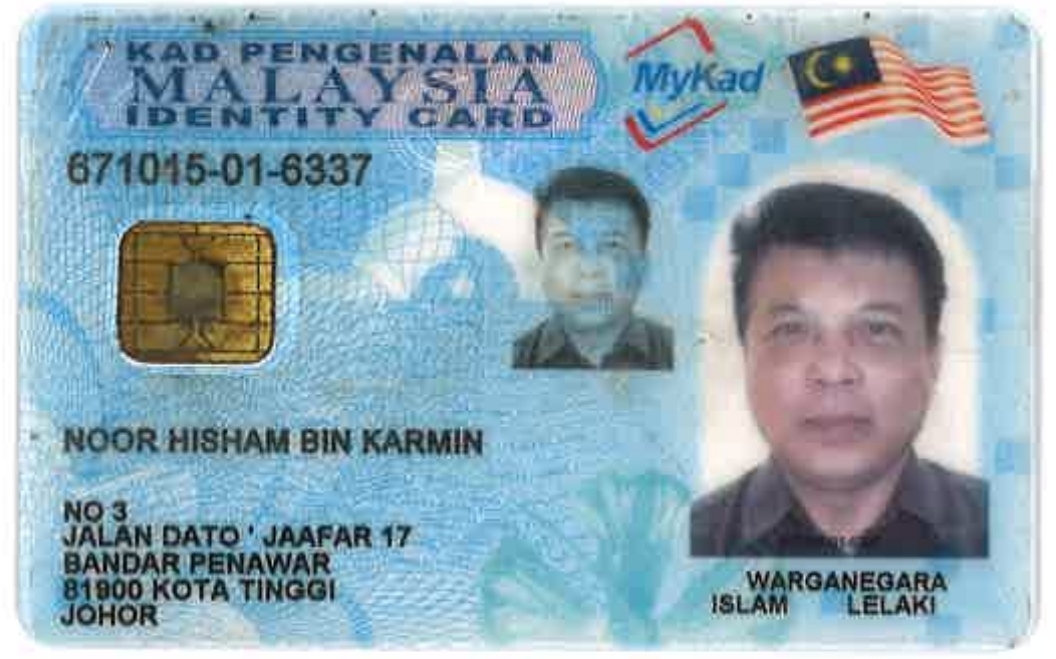 KAD PENGENALAN
MALAYSIA
IDENTITY CARD
MyKad
671015-01-6337
NOOR HISHAM BIN KARMIN
NO 3
JALAN DATO ' JAAFAR 17
BANDAR PENAWAR
81900 KOTA TINGGI
JOHOR
WARGANEGARA
ISLAM LELAKI